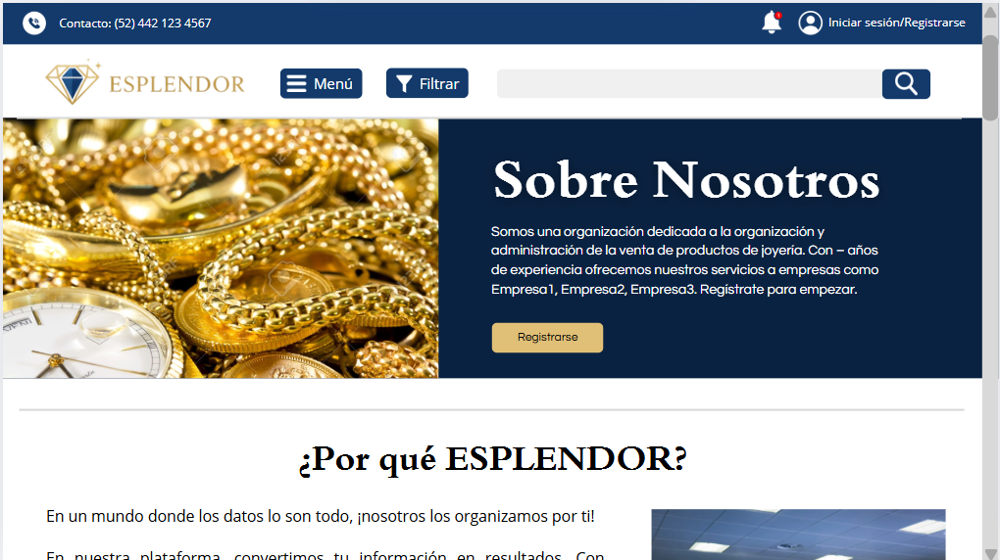 Contacto: (52) 442 123 4567
1
Iniciar sesión/Registrarse
ESPLENDOR
Menú
Filtrar
Sobre Nosotros
Somos una organización dedicada a la organización y
administración de la venta de productos de joyería. Con – años
de experiencia ofrecemos nuestros servicios a empresas como
Empresa1, Empresa2, Empresa3. Regístrate para empezar.
Registrarse
¿Por qué ESPLENDOR?
En un mundo donde los datos lo son todo, ¡nosotros los organizamos por ti!
En nuestra plataforma, convertimos tu información en resultados. Con